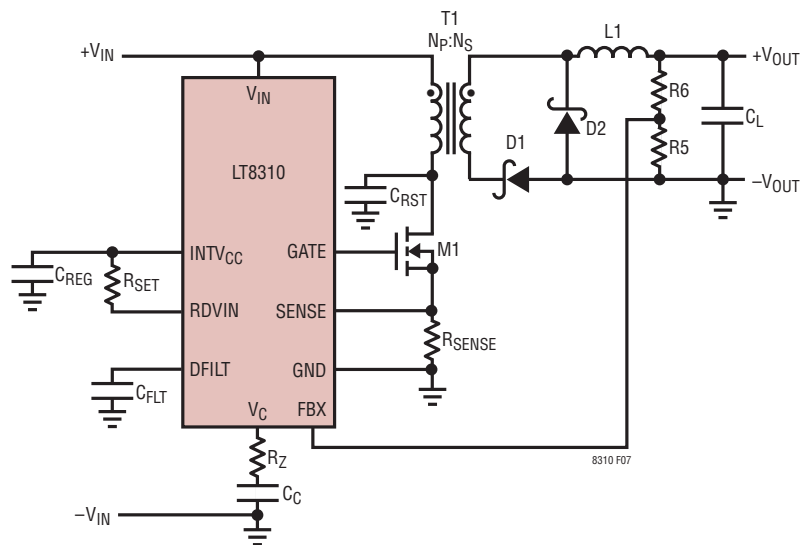 T1
NP:NS
L1
+VIN
+VOUT
VIN
R6
CL
D2
D1
R5
LT8310
−VOUT
CRST
M1
INTVCC
GATE
CREG
RSET
RDVIN
SENSE
RSENSE
DFILT
GND
CFLT
VC
FBX
RZ
8310 F07
CC
−VIN